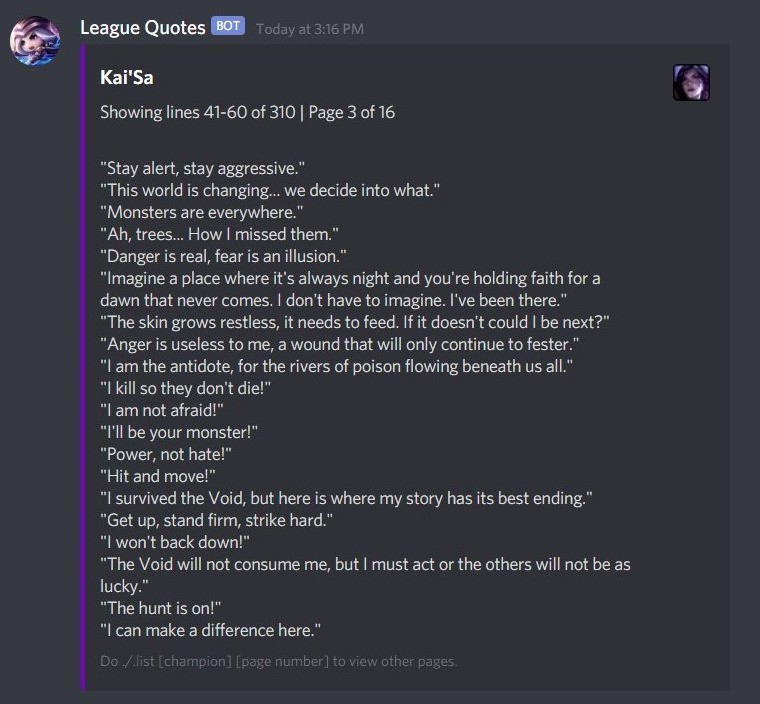 League Quotes BOT Today at 3:16 PM
Kai'Sa
Showing lines 41-60 of 310 | Page 3 of 16
"Stay alert, stay aggressive."
"This world is changing... we decide into what."
"Monsters are everywhere."
"Ah, trees... How I missed them."
"Danger is real, fear is an illusion."
"Imagine a place where it's always night and you're holding faith for a
dawn that never comes. I don't have to imagine. I've been there."
"The skin grows restless, it needs to feed. If it doesn't could I be next?"
"Anger is useless to me, a wound that will only continue to fester."
"I am the antidote, for the rivers of poison flowing beneath us all."
"I kill so they don't die!"
"I am not afraid!"
"I'll be your monster!"
"Power, not hate!"
"Hit and move!"
"I survived the Void, but here is where my story has its best ending."
"Get up, stand firm, strike hard."
"I won't back down!"
"The Void will not consume me, but I must act or the others will not be as
lucky."
"The hunt is on!"
"I can make a difference here."
Do ./.list [champion] [page number] to view other pages.